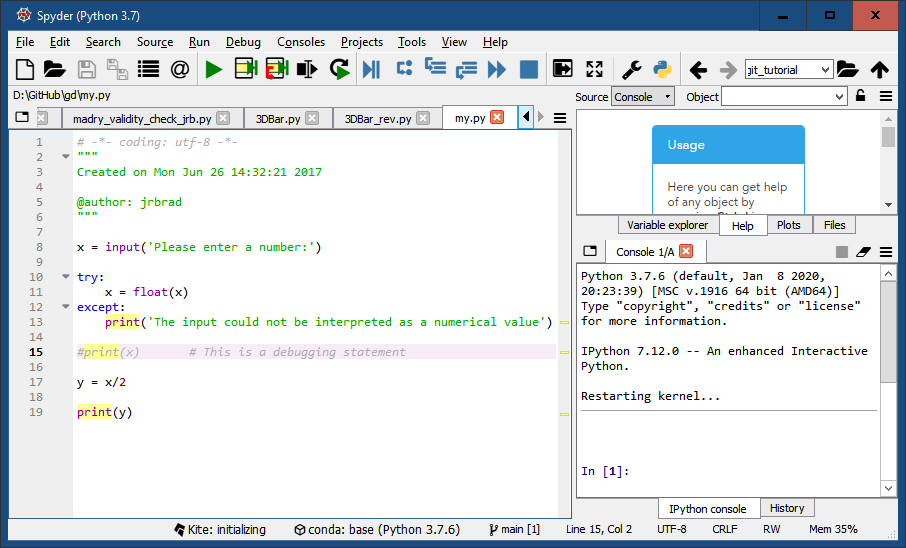 Spyder (Python 3.7)
File Edit Search Source Run Debug Consoles Projects Tools View Help
git_tutorial
D:\GitHub\gd\my.py
madry_validity_check_jrb.py 3DBar.py 3DBar_rev.py my.py
1 # -*- coding: utf-8 -*-
2 """
3 Created on Mon Jun 26 14:32:21 2017
4
5 @author: jrbrad
6 """
7
8 x = input('Please enter a number:')
9
10 try:
11 x = float(x)
12 except:
13 print('The input could not be interpreted as a numerical value')
14
15 #print(x) # This is a debugging statement
16
17 y = x/2
18
19 print(y)
Source Console Object
Usage
Here you can get help
of any object by
Variable explorer Help Plots Files
Console 1/A
Python 3.7.6 (default, Jan 8 2020,
20:23:39) [MSC v.1916 64 bit (AMD64)]
Type "copyright", "credits" or "license"
for more information.
IPython 7.12.0 -- An enhanced Interactive
Python.
Restarting kernel...
In [1]:
IPython console History
Kite: initializing conda: base (Python 3.7.6) main [1] Line 15, Col 2 UTF-8 CRLF RW Mem 35%